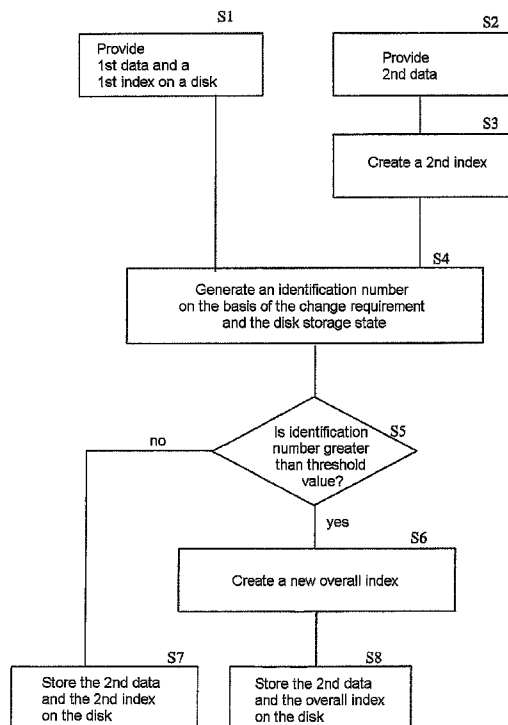 S1
Provide
1st data and a
1st index on a disk
S2
Provide
2nd data
S3
Create a 2nd index
S4
Generate an identification number
on the basis of the change requirement
and the disk storage state
S5
Is identification
number greater
than threshold
value?
no
yes
S6
Create a new overall index
S7
Store the 2nd data
and the 2nd index
on the disk
S8
Store the 2nd data
and the overall index
on the disk